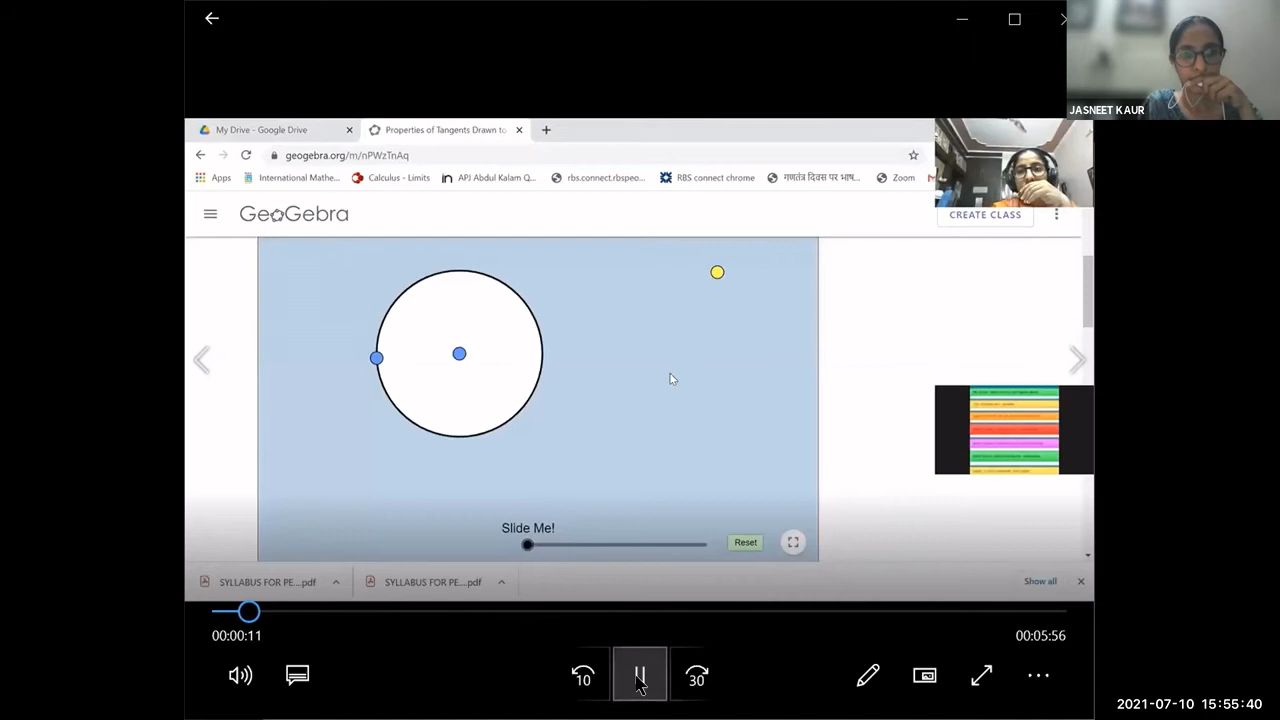 JASNEET KAUR
My Drive - Google Drive
Properties of Tangents Drawn to
geogebra.org/m/nPWzTnAq
Apps
International Mathe...
Calculus - Limits
APJ Abdul Kalam Q...
rbs.connect.rbspeo...
RBS connect chrome
गणतंत्र दिवस पर भाष...
Zoom
GeoGebra
CREATE CLASS
Slide Me!
Reset
SYLLABUS FOR PE....pdf
SYLLABUS FOR PE....pdf
Show all
00:00:11
00:05:56
10
30
2021-07-10 15:55:40